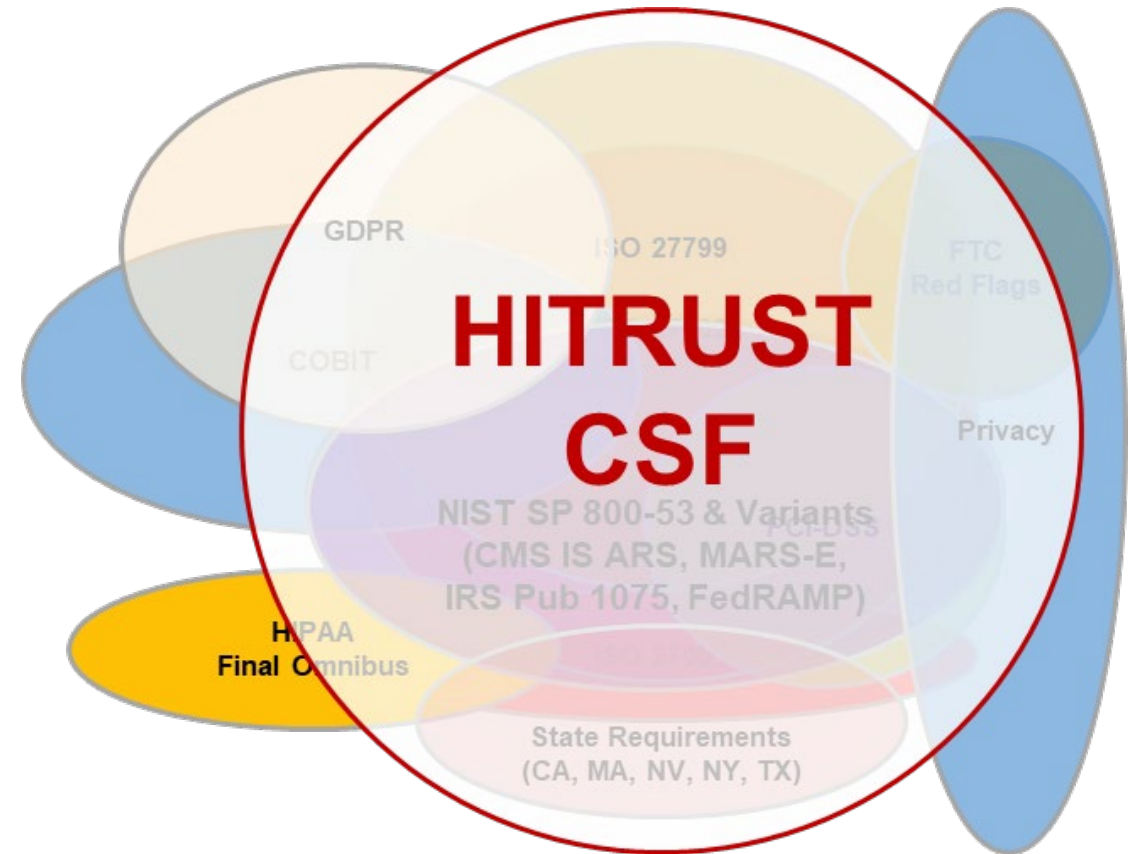 GDPR
ISO 27799
FTC
Red Flags
HITRUST
COBIT
CSF
Privacy
NIST SP 800-53 & Variants
PCI-DSS
(CMS IS ARS, MARS-E,
IRS Pub 1075, FedRAMP)
HIPAA
Final Omnibus
State Requirements
(CA, MA, NV, NY, TX)